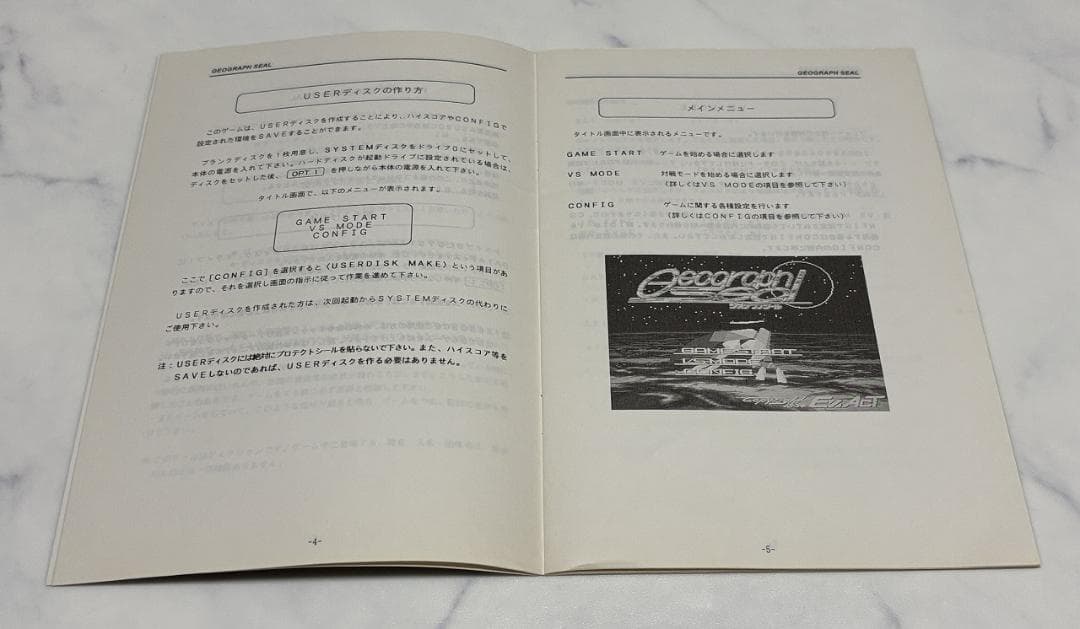 GEOGRAPH SEAL
USERディスクの作り方
このゲームは、USERディスクを作成することにより、ハイスコアやCONFIGで
設定された環境をSAVEすることができます。
ブランクディスクを1枚用意し、SYSTEMディスクをドライブ0にセットして、
本体の電源を入れて下さい。ハードディスクが起動ドライブに設定されている場合は、
ディスクをセットした後、 OPT.1 を押しながら本体の電源を入れて下さい。
タイトル画面で、以下のメニューが表示されます。
GAME START
VS MODE
CONFIG
ここで[CONFIG]を選択すると〈USERDISK MAKE〉という項目があ
りますので、それを選択し画面の指示に従って作業を進めて下さい。
USERディスクを作成された方は、次回起動からSYSTEMディスクの代わりに
ご使用下さい。
注：USERディスクには絶対にプロテクトシールを貼らないで下さい。また、ハイスコア等を
SAVEしないのであれば、USERディスクを作る必要はありません。
-4-
GEOGRAPH SEAL
メインメニュー
タイトル画面中に表示されるメニューです。
GAME START ゲームを始める場合に選択します
VS MODE 対戦モードを始める場合に選択します
（詳しくはVS MODEの項目を参照して下さい）
CONFIG ゲームに関する各種設定を行います
（詳しくはCONFIGの項目を参照して下さい）
Geograph
Seal
GAME START
VS MODE
CONFIG
EXACT
-5-